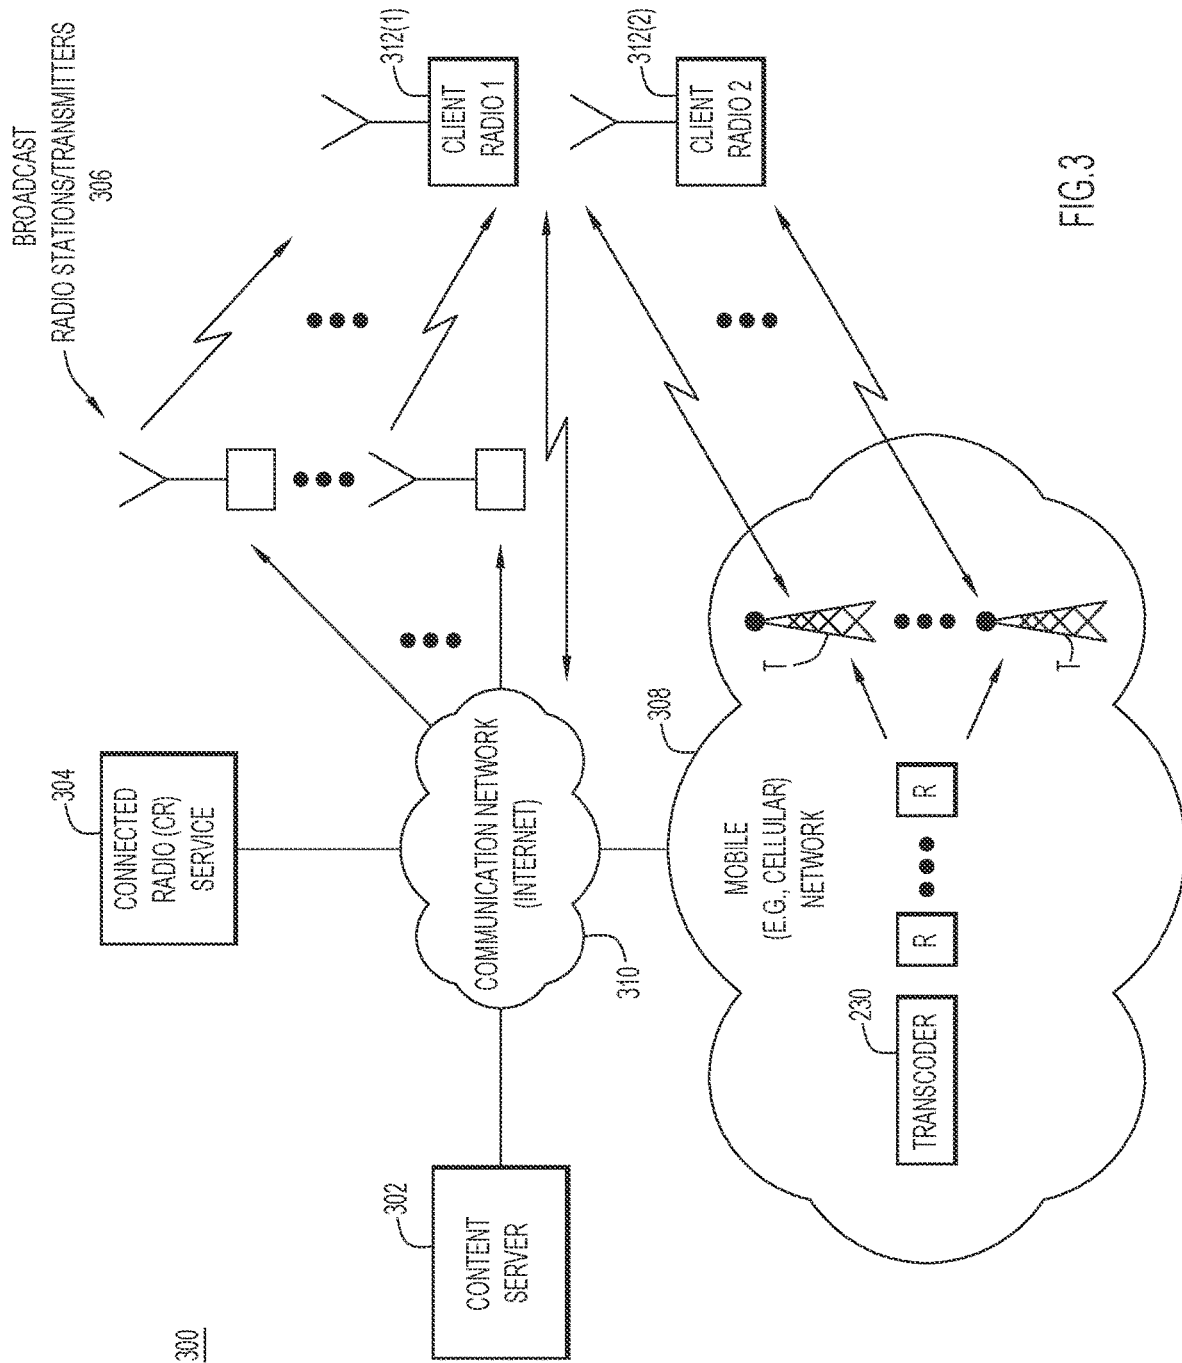 300
BROADCAST
RADIO STATIONS/TRANSMITTERS
306
CONNECTED
RADIO (CR)
SERVICE
304
312(1)
CLIENT
RADIO 1
312(2)
CLIENT
RADIO 2
302
CONTENT
SERVER
COMMUNICATION NETWORK
(INTERNET)
310
308
MOBILE
(E.G., CELLULAR)
NETWORK
T
T
230
TRANSCODER
R
R
FIG.3